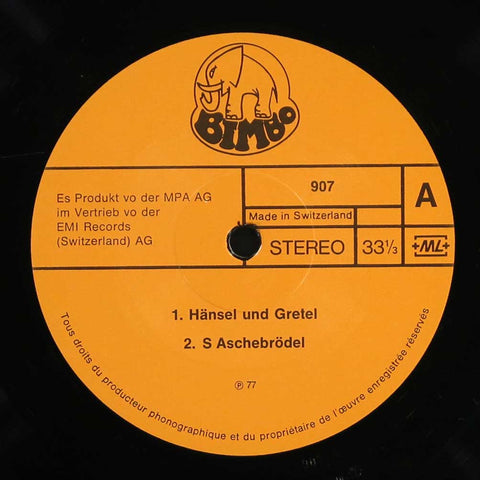 BIMBO
Es Produkt vo der MPA AG
im Vertrieb vo der
EMI Records
(Switzerland) AG
907
Made in Switzerland
STEREO
33 1/3
A
+ML+
1. Hänsel und Gretel
2. S Aschebrödel
℗ 77
Tous droits du producteur phonographique et du propriétaire de l'œuvre enregistrée réservés